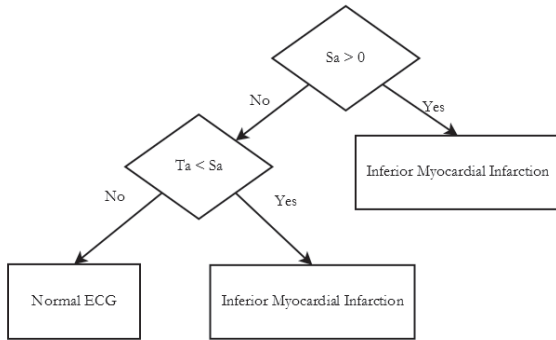 Sa > 0
No
Yes
Ta < Sa
Inferior Myocardial Infarction
No
Yes
Normal ECG
Inferior Myocardial Infarction